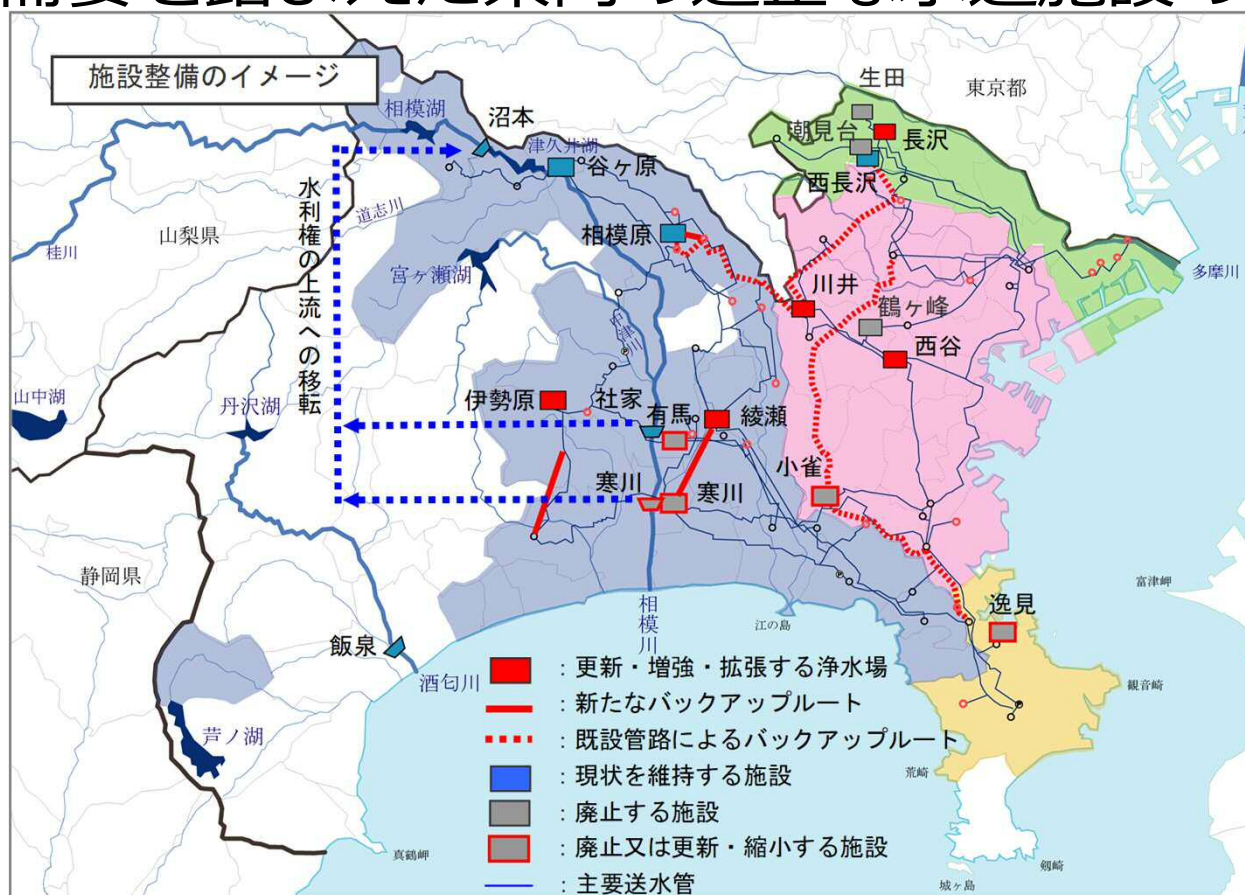 施設整備のイメージ
生田
東京都
相模湖
沼本
潮見台
長沢
津久井湖
谷ヶ原
西長沢
水利権の上流への移転
道志川
山梨県
相模原
桂川
宮ヶ瀬湖
多摩川
川井
鶴ヶ峰
中津川
西谷
山中湖
丹沢湖
伊勢原
社家
有馬
綾瀬
小雀
寒川
寒川
静岡県
富津岬
相模川
江の島
逸見
飯泉
酒匂川
観音崎
芦ノ湖
荒崎
真鶴岬
剱崎
城ヶ島
：更新・増強・拡張する浄水場
：新たなバックアップルート
：既設管路によるバックアップルート
：現状を維持する施設
：廃止する施設
：廃止又は更新・縮小する施設
：主要送水管